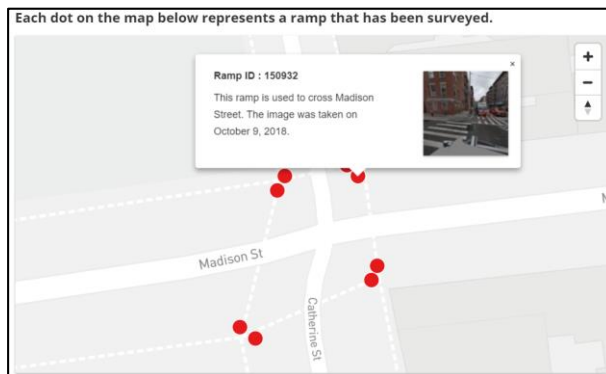 Each dot on the map below represents a ramp that has been surveyed.
Ramp ID : 150932
×
This ramp is used to cross Madison
Street. The image was taken on
October 9, 2018.
+
−
Madison St
M
Catherine St